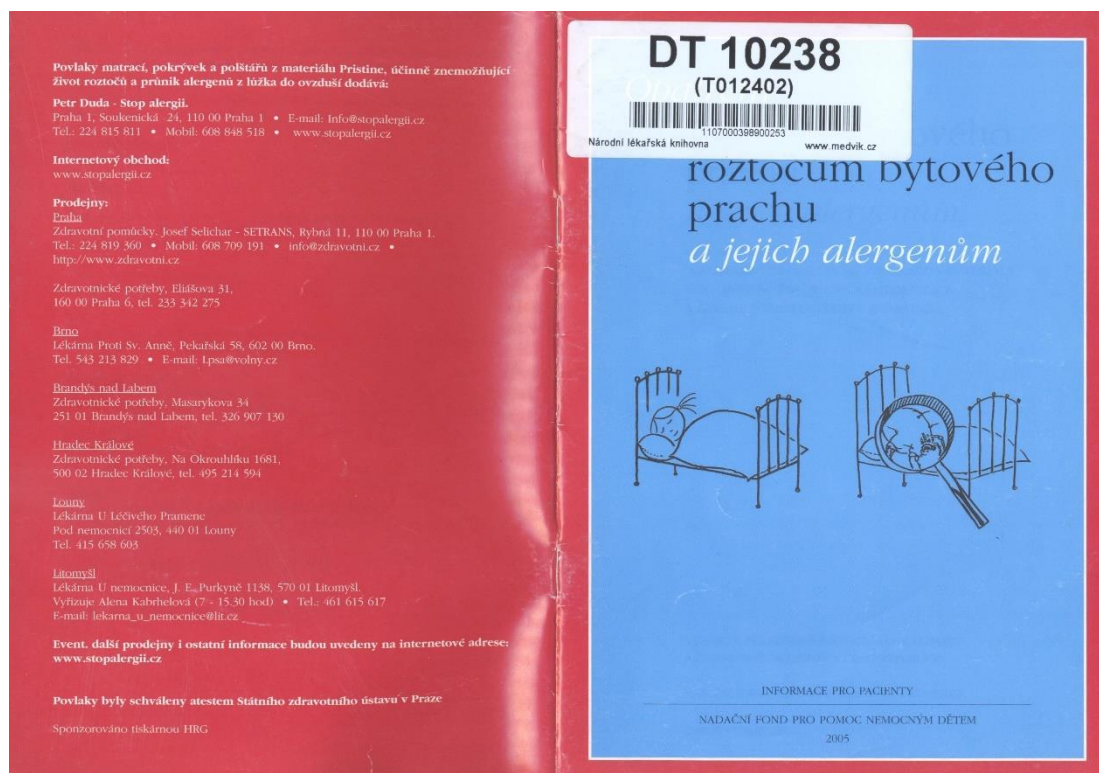 Povlaky matrací, pokrývek a polštářů z materiálu Pristine, účinně znemožňující
život roztočů a průnik alergenů z lůžka do ovzduší dodává:
Petr Duda - Stop alergii.
Praha 1, Soukenická 24, 110 00 Praha 1 • E-mail: Info@stopalergii.cz
Tel.: 224 815 811 • Mobil: 608 848 518 • www.stopalergii.cz
Internetový obchod:
www.stopalergii.cz
Prodejny:
Praha
Zdravotní pomůcky. Josef Selichar - SETRANS, Rybná 11, 110 00 Praha 1.
Tel.: 224 819 360 • Mobil: 608 709 191 • info@zdravotni.cz •
http://www.zdravotni.cz
Zdravotnické potřeby, Eliášova 31,
160 00 Praha 6, tel. 233 342 275
Brno
Lékárna Proti Sv. Anně, Pekařská 58, 602 00 Brno.
Tel. 543 213 829 • E-mail: Lpsa@volny.cz
Brandýs nad Labem
Zdravotnické potřeby, Masarykova 34
251 01 Brandýs nad Labem, tel. 326 907 130
Hradec Králové
Zdravotnické potřeby, Na Okrouhlíku 1681,
500 02 Hradec Králové, tel. 495 214 594
Louny
Lékárna U Léčivého Pramene
Pod nemocnicí 2503, 440 01 Louny
Tel. 415 658 603
Litomyšl
Lékárna U nemocnice, J. E. Purkyně 1138, 570 01 Litomyšl.
Vyřizuje Alena Kabrhelová (7 - 15.30 hod) • Tel.: 461 615 617
E-mail: lekarna_u_nemocnice@lit.cz
Event. další prodejny i ostatní informace budou uvedeny na internetové adrese:
www.stopalergii.cz
Povlaky byly schváleny atestem Státního zdravotního ústavu v Praze
Sponzorováno tiskárnou HRG
DT 10238
(T012402)
1107000398900253
Národní lékařská knihovna www.medvik.cz
roztočům bytového
prachu
a jejich alergenům
INFORMACE PRO PACIENTY
NADAČNÍ FOND PRO POMOC NEMOCNÝM DĚTEM
2005